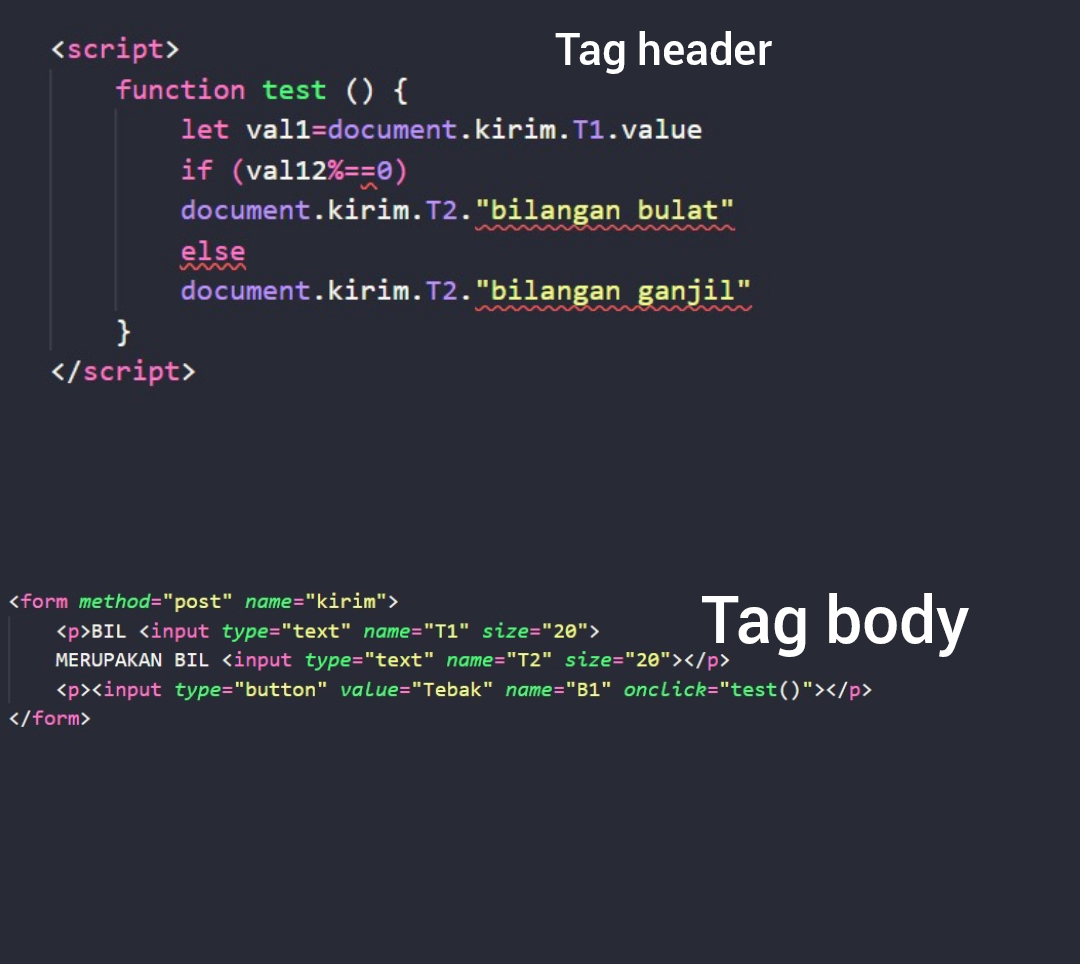 <script>
Tag header
function test () {
let val1=document.kirim.T1.value
if (val12%==0)
document.kirim.T2."bilangan bulat"
else
document.kirim.T2."bilangan ganjil"
}
</script>
<form method="post" name="kirim">
Tag body
<p>BIL <input type="text" name="T1" size="20">
MERUPAKAN BIL <input type="text" name="T2" size="20"></p>
<p><input type="button" value="Tebak" name="B1" onclick="test()"></p>
</form>